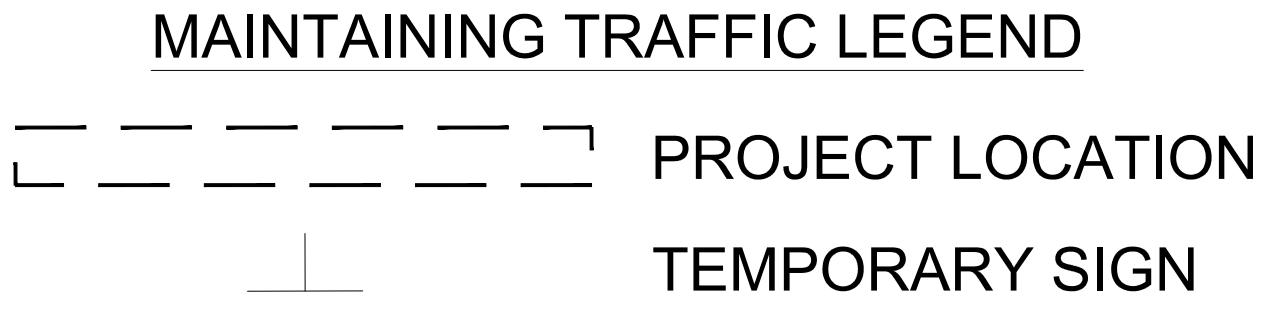 MAINTAINING TRAFFIC LEGEND
PROJECT LOCATION
TEMPORARY SIGN